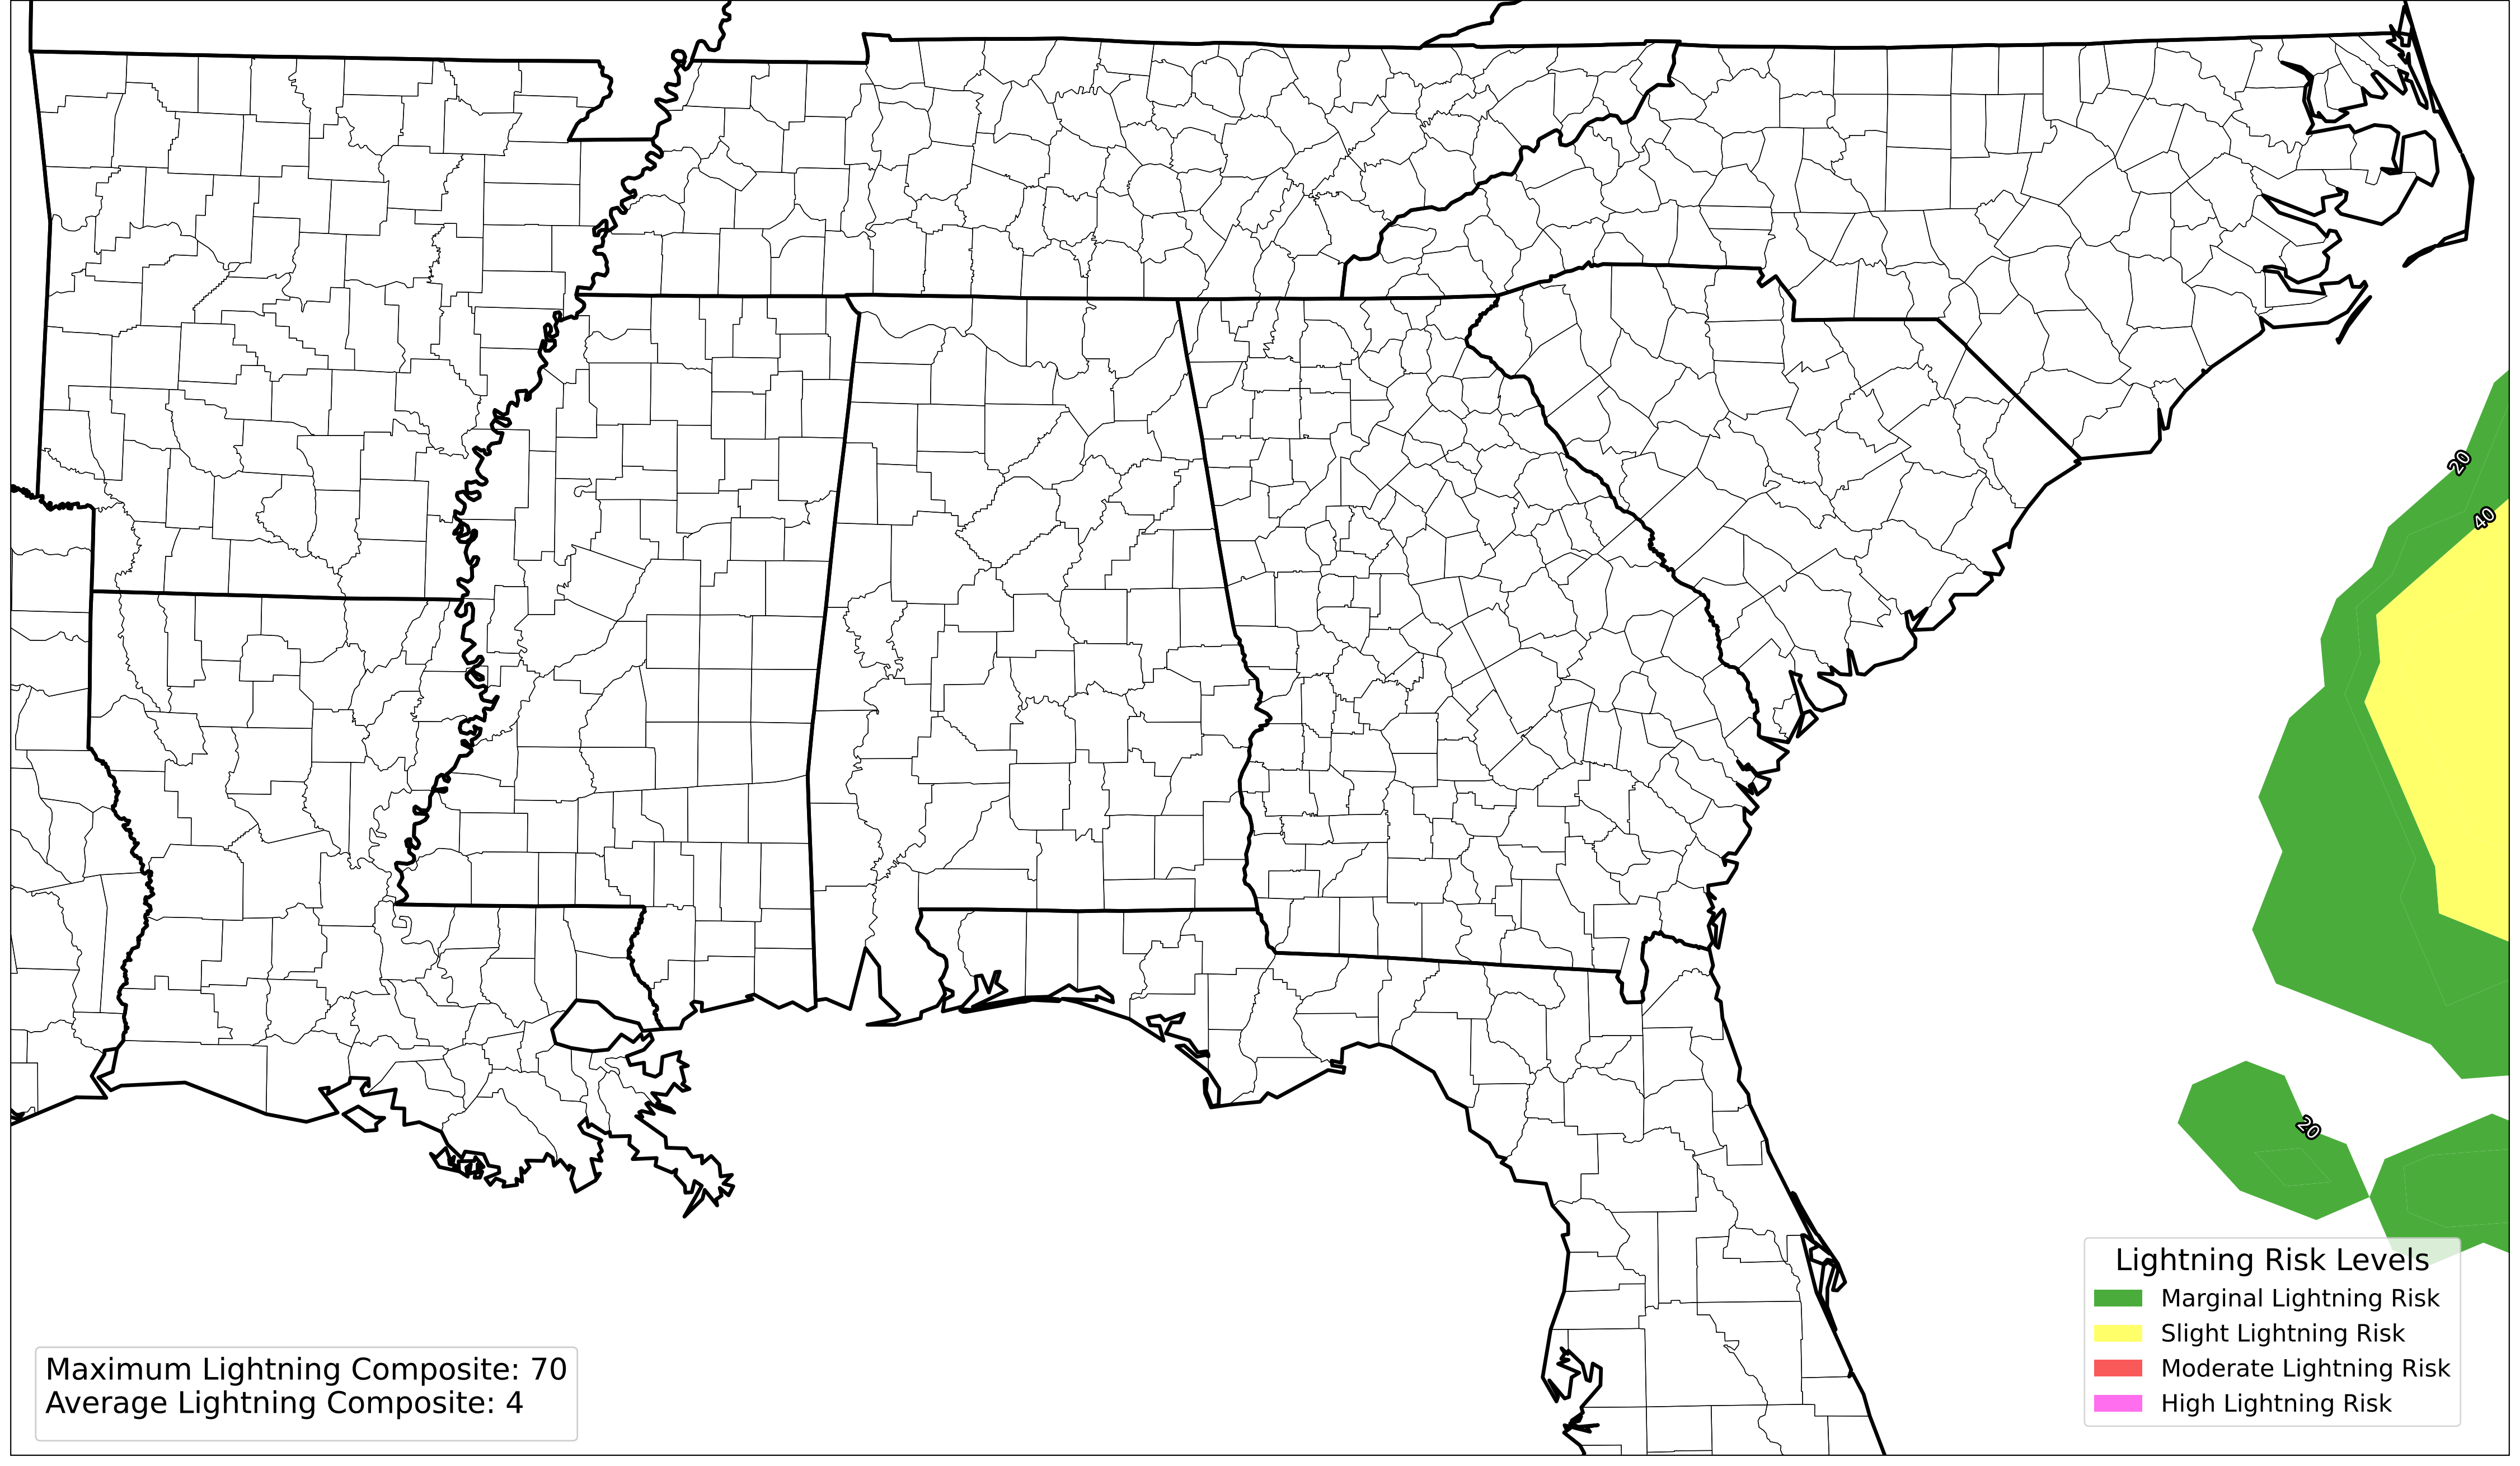 20
40
20
Lightning Risk Levels
Marginal Lightning Risk
Slight Lightning Risk
Moderate Lightning Risk
High Lightning Risk
Maximum Lightning Composite: 70
Average Lightning Composite: 4